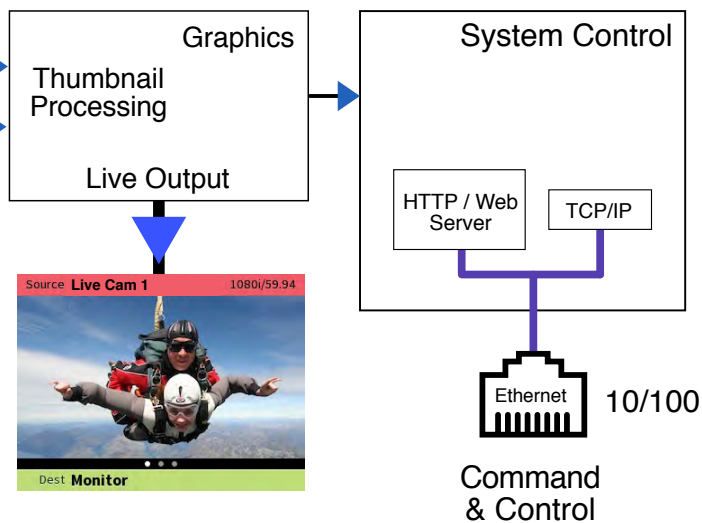 Graphics
Thumbnail
Processing
Live Output
Source Live Cam 1 1080i/59.94
Dest Monitor
System Control
HTTP / Web
Server
TCP/IP
Ethernet
10/100
Command
& Control